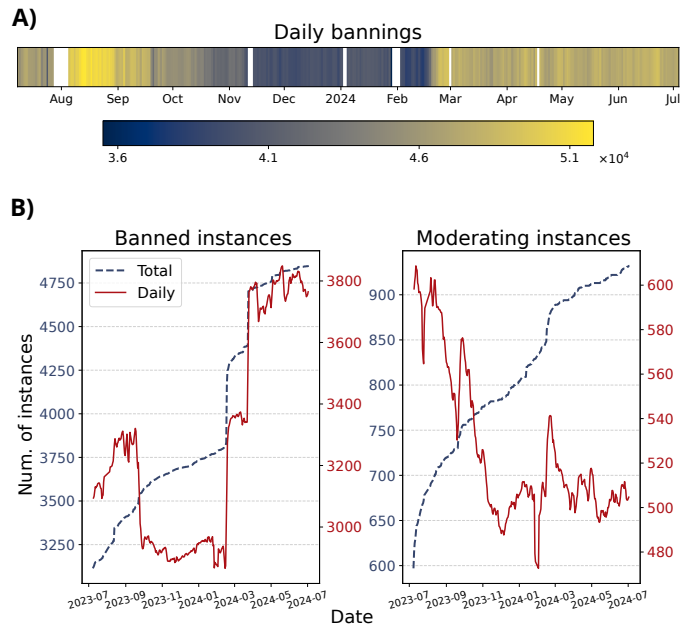 A)
Daily bannings
Aug Sep Oct Nov Dec 2024 Feb Mar Apr May Jun Jul
3.6 4.1 4.6 5.1 ×10⁴
B)
Banned instances Moderating instances
Total
Daily
Num. of instances
4750
4500
4250
4000
3750
3500
3250
3800
3600
3400
3200
3000
900
850
800
750
700
650
600
600
580
560
540
520
500
480
2023-07 2023-09 2023-11 2024-01 2024-03 2024-05 2024-07
2023-07 2023-09 2023-11 2024-01 2024-03 2024-05 2024-07
Date